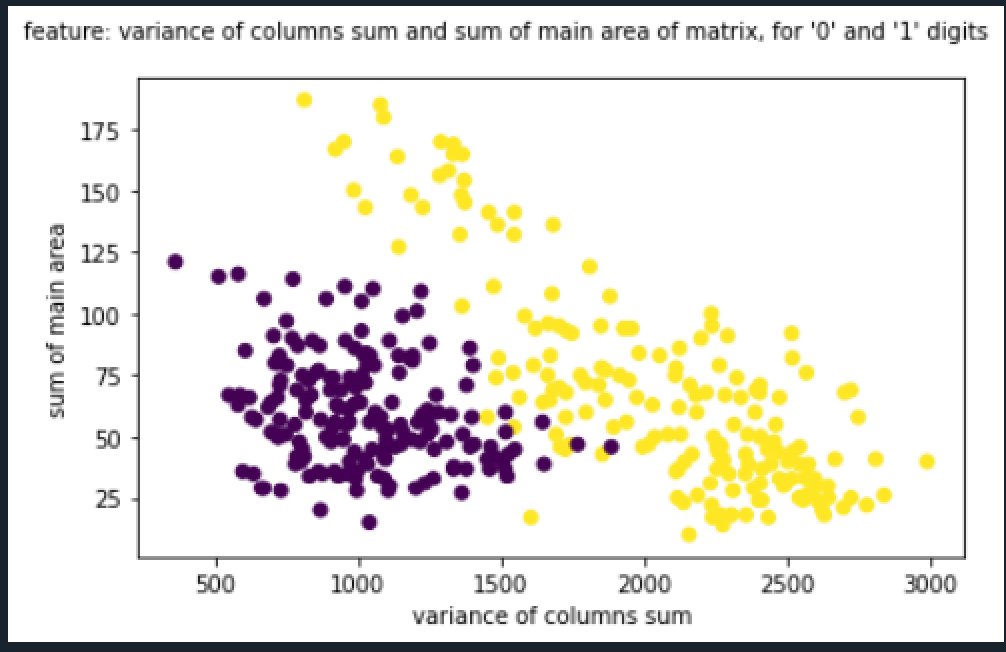 feature: variance of columns sum and sum of main area of matrix, for '0' and '1' digits
175
150
125
100
75
50
25
sum of main area
500 1000 1500 2000 2500 3000
variance of columns sum